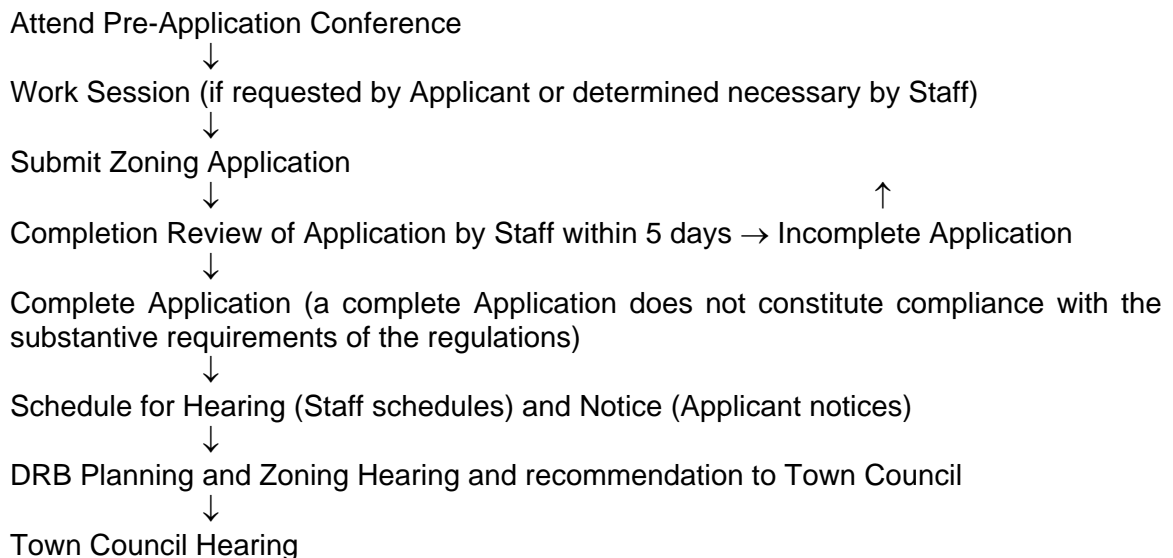 Attend Pre-Application Conference
↓
Work Session (if requested by Applicant or determined necessary by Staff)
↓
Submit Zoning Application
↓ ↑
Completion Review of Application by Staff within 5 days → Incomplete Application
↓
Complete Application (a complete Application does not constitute compliance with the
substantive requirements of the regulations)
↓
Schedule for Hearing (Staff schedules) and Notice (Applicant notices)
↓
DRB Planning and Zoning Hearing and recommendation to Town Council
↓
Town Council Hearing